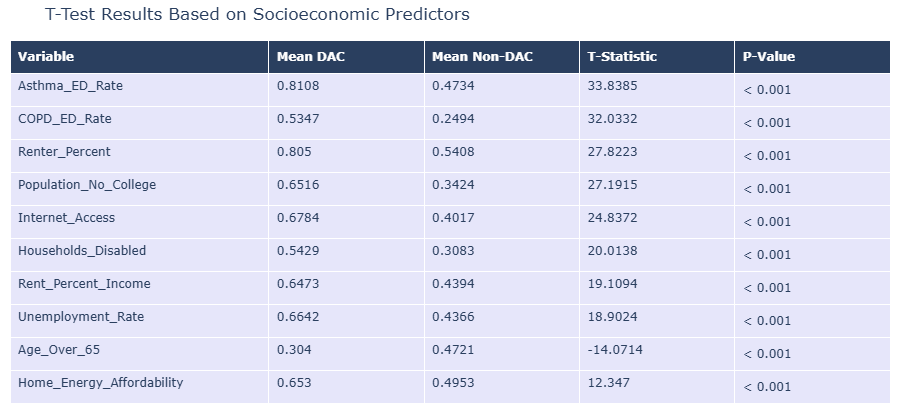 T-Test Results Based on Socioeconomic Predictors
Variable Mean DAC Mean Non-DAC T-Statistic P-Value
Asthma_ED_Rate 0.8108 0.4734 33.8385 < 0.001
COPD_ED_Rate 0.5347 0.2494 32.0332 < 0.001
Renter_Percent 0.805 0.5408 27.8223 < 0.001
Population_No_College 0.6516 0.3424 27.1915 < 0.001
Internet_Access 0.6784 0.4017 24.8372 < 0.001
Households_Disabled 0.5429 0.3083 20.0138 < 0.001
Rent_Percent_Income 0.6473 0.4394 19.1094 < 0.001
Unemployment_Rate 0.6642 0.4366 18.9024 < 0.001
Age_Over_65 0.304 0.4721 -14.0714 < 0.001
Home_Energy_Affordability 0.653 0.4953 12.347 < 0.001